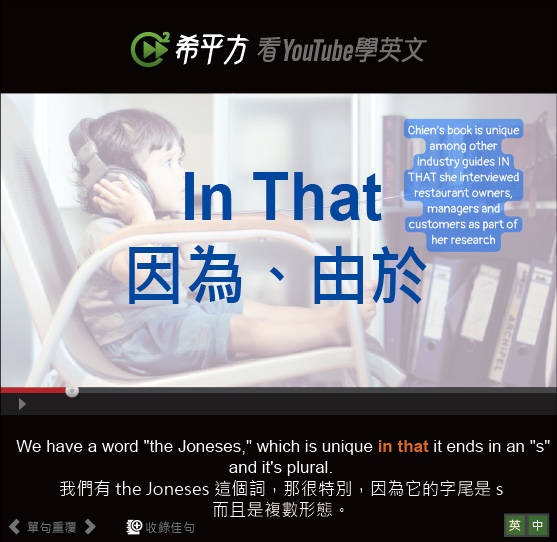 希平方 看YouTube學英文
Chien's book is unique
among other
industry guides IN
THAT she interviewed
restaurant owners,
managers and
customers as part of
her research
In That
因為、由於
ARCHIPEL
We have a word "the Joneses," which is unique in that it ends in an "s"
and it's plural.
我們有 the Joneses 這個詞，那很特別，因為它的字尾是 s
而且是複數形態。
單句重覆
收錄佳句
英 中